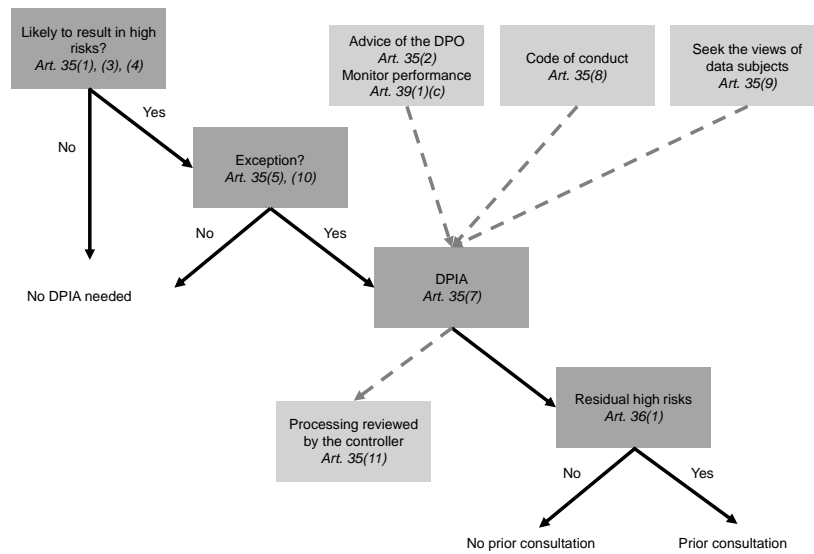 Likely to result in high
risks?
Art. 35(1), (3), (4)
Advice of the DPO
Art. 35(2)
Monitor performance
Art. 39(1)(c)
Code of conduct
Art. 35(8)
Seek the views of
data subjects
Art. 35(9)
No
Yes
Exception?
Art. 35(5), (10)
No
Yes
No DPIA needed
DPIA
Art. 35(7)
Processing reviewed
by the controller
Art. 35(11)
Residual high risks
Art. 36(1)
No
Yes
No prior consultation
Prior consultation